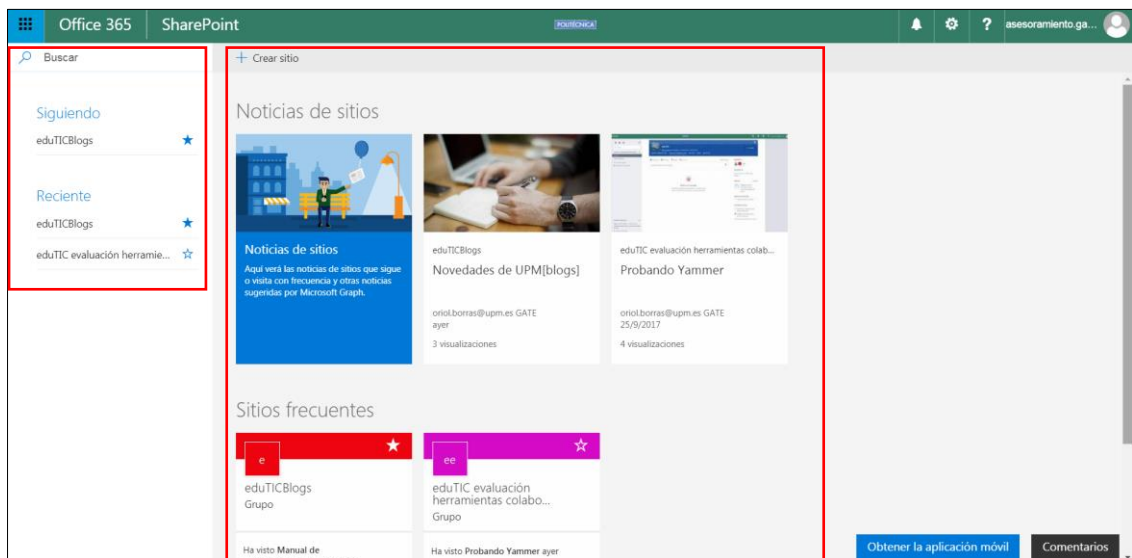 Office 365
SharePoint
POLITÉCNICA
?
asesoramiento.ga...
Buscar
Siguiendo
eduTICBlogs
Reciente
eduTICBlogs
eduTIC evaluación herramie...
+ Crear sitio
Noticias de sitios
Noticias de sitios
Aquí verá las noticias de sitios que sigue
o visita con frecuencia y otras noticias
sugeridas por Microsoft Graph.
eduTICBlogs
Novedades de UPM[blogs]
oriol.borras@upm.es GATE
ayer
3 visualizaciones
eduTIC evaluación herramientas colab...
Probando Yammer
oriol.borras@upm.es GATE
25/9/2017
4 visualizaciones
Sitios frecuentes
e
eduTICBlogs
Grupo
Ha visto Manual de
ee
eduTIC evaluación
herramientas colabo...
Grupo
Ha visto Probando Yammer ayer
Obtener la aplicación móvil
Comentarios